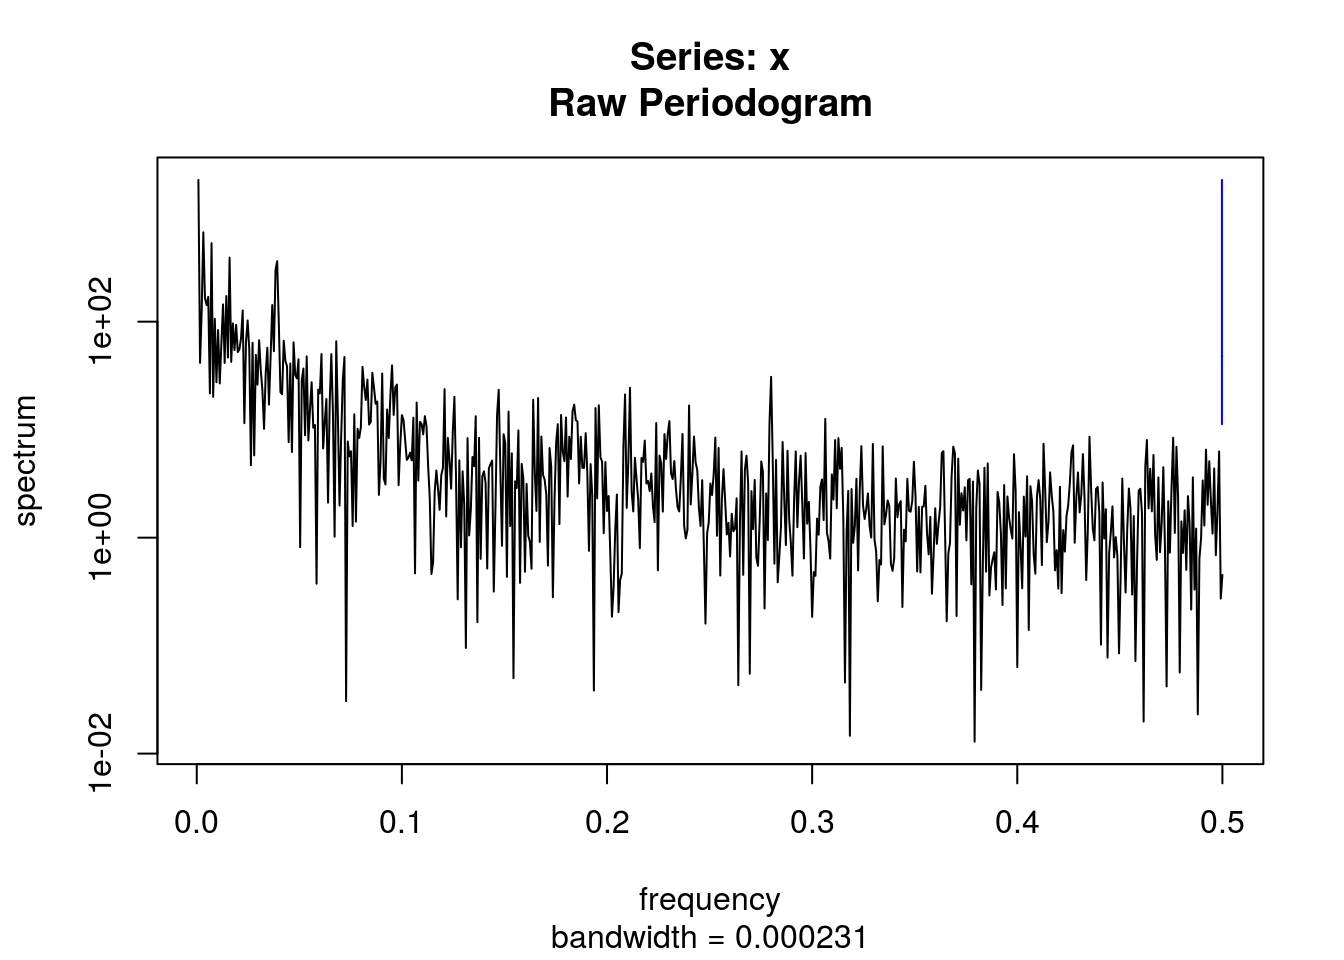 Series: x
Raw Periodogram
spectrum
1e+02
1e+00
1e-02
0.0 0.1 0.2 0.3 0.4 0.5
frequency
bandwidth = 0.000231